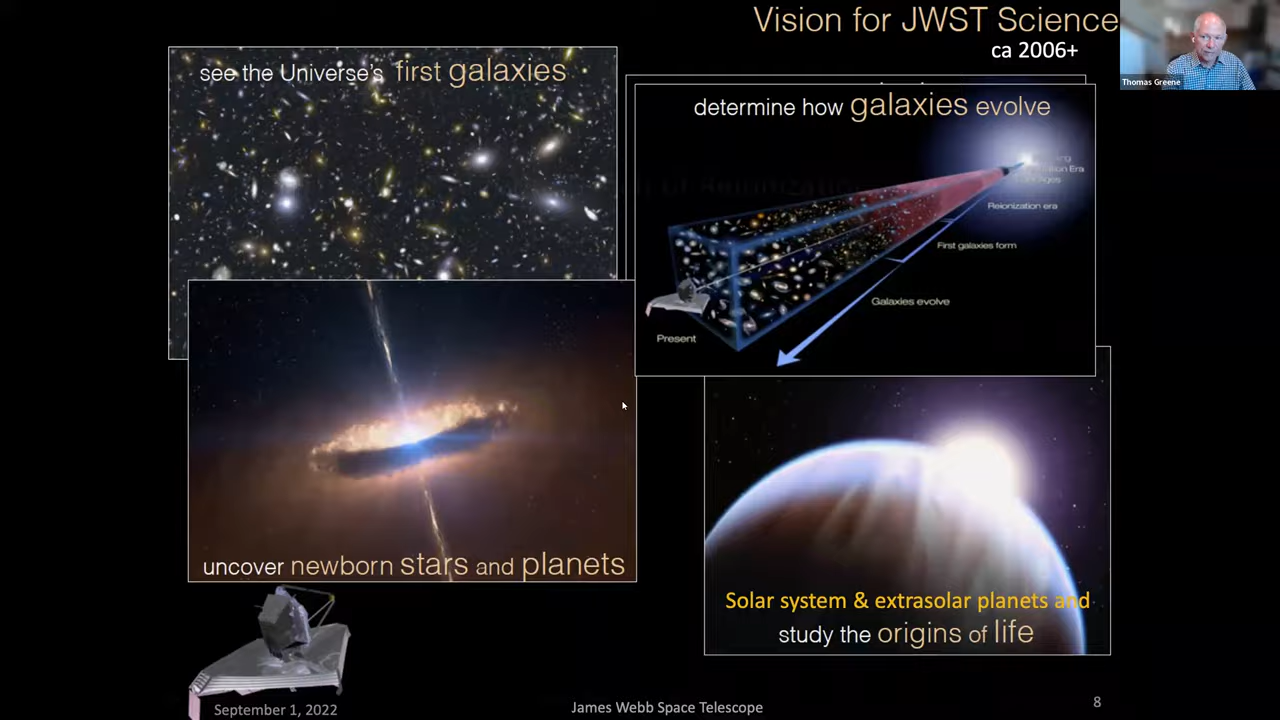 Vision for JWST Science
ca 2006+
Thomas Greene
see the Universe's first galaxies
determine how galaxies evolve
Reionization era
First galaxies form
Galaxies evolve
Present
uncover newborn stars and planets
Solar system & extrasolar planets and
study the origins of life
September 1, 2022
James Webb Space Telescope
8